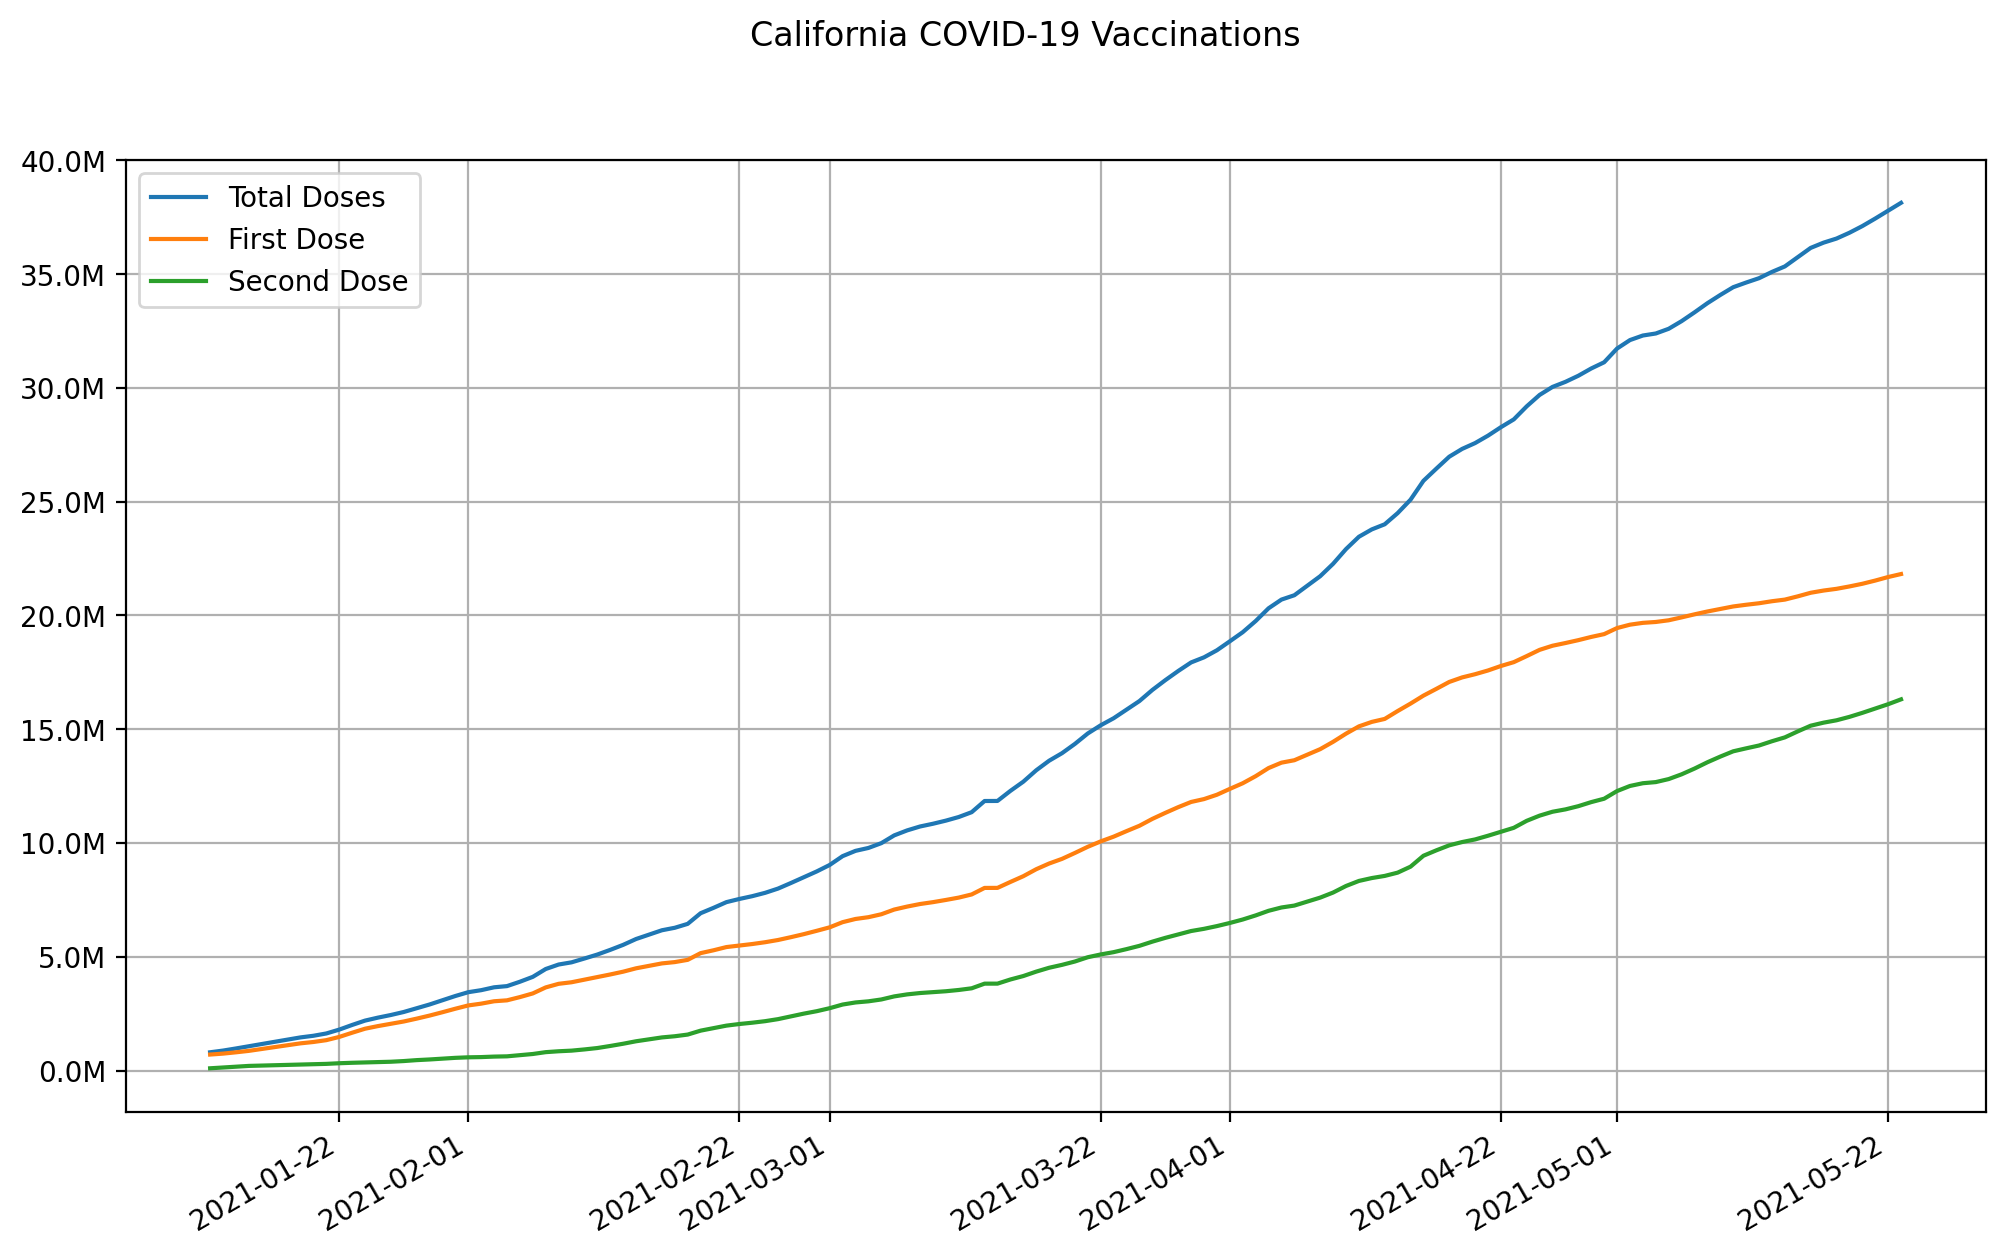 California COVID-19 Vaccinations
40.0M
35.0M
30.0M
25.0M
20.0M
15.0M
10.0M
5.0M
0.0M
Total Doses
First Dose
Second Dose
2021-01-22
2021-02-01
2021-02-22
2021-03-01
2021-03-22
2021-04-01
2021-04-22
2021-05-01
2021-05-22